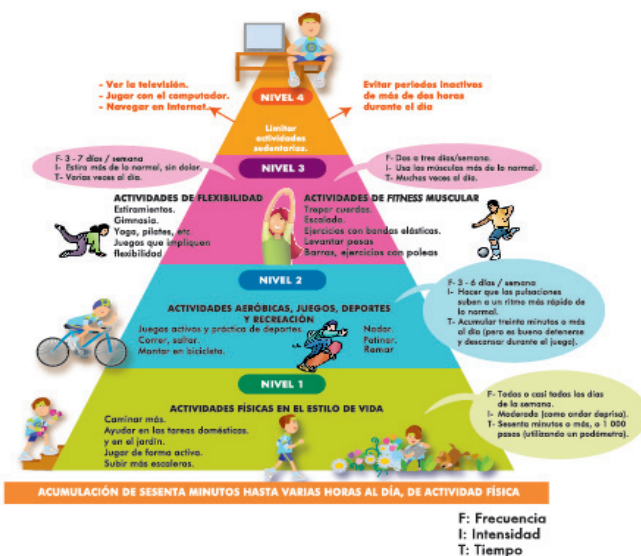 - Ver la televisión.
- Jugar con el computador.
- Navegar en Internet.
NIVEL 4
Evitar periodos inactivos
de más de dos horas
durante el día
Limitar
actividades
sedentarias.
NIVEL 3
F- 3 - 7 días / semana
I- Estira más de lo normal, sin dolor.
T- Varias veces al día.
F- Dos a tres días/semana.
I- Usa los músculos más de lo normal.
T- Muchas veces al día.
ACTIVIDADES DE FLEXIBILIDAD
Estiramientos.
Gimnasia.
Yoga, pilates, etc.
Juegos que impliquen
flexibilidad
ACTIVIDADES DE FITNESS MUSCULAR
Trepar cuerdas.
Escalada.
Ejercicios con bandas elásticas.
Levantar pesas
Barras, ejercicios con poleas
NIVEL 2
ACTIVIDADES AERÓBICAS, JUEGOS, DEPORTES
Y RECREACIÓN
Juegos activos y práctica de deportes.
Correr, saltar.
Montar en bicicleta.
Nadar.
Patinar.
Remar
F- 3 - 6 días / semana
I- Hacer que las pulsaciones
suban a un ritmo más rápido de
lo normal.
T- Acumular treinta minutos o más
al día (pero es bueno detenerse
y descansar durante el juego).
NIVEL 1
ACTIVIDADES FÍSICAS EN EL ESTILO DE VIDA
Caminar más.
Ayudar en las tareas domésticas.
y en el jardín.
Jugar de forma activa.
Subir más escaleras.
F- Todos o casi todos los días
de la semana.
I- Moderada (como andar deprisa).
T- Sesenta minutos o más, o 1 000
pasos (utilizando un podómetro).
ACUMULACIÓN DE SESENTA MINUTOS HASTA VARIAS HORAS AL DÍA, DE ACTIVIDAD FÍSICA
F: Frecuencia
I: Intensidad
T: Tiempo